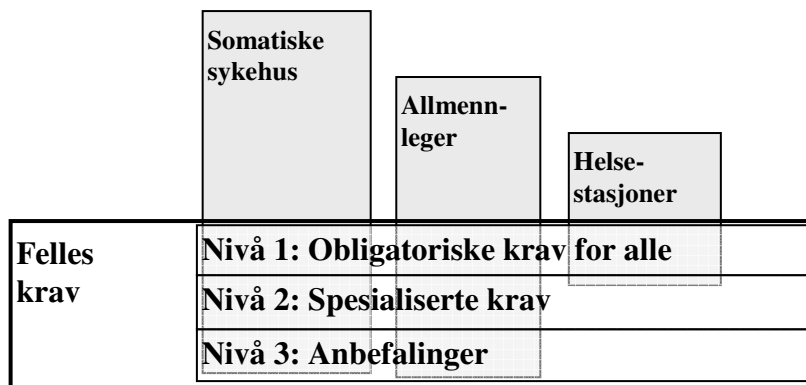 Somatiske
sykehus
Allmenn-
leger
Helse-
stasjoner
Felles
krav
Nivå 1: Obligatoriske krav for alle
Nivå 2: Spesialiserte krav
Nivå 3: Anbefalinger